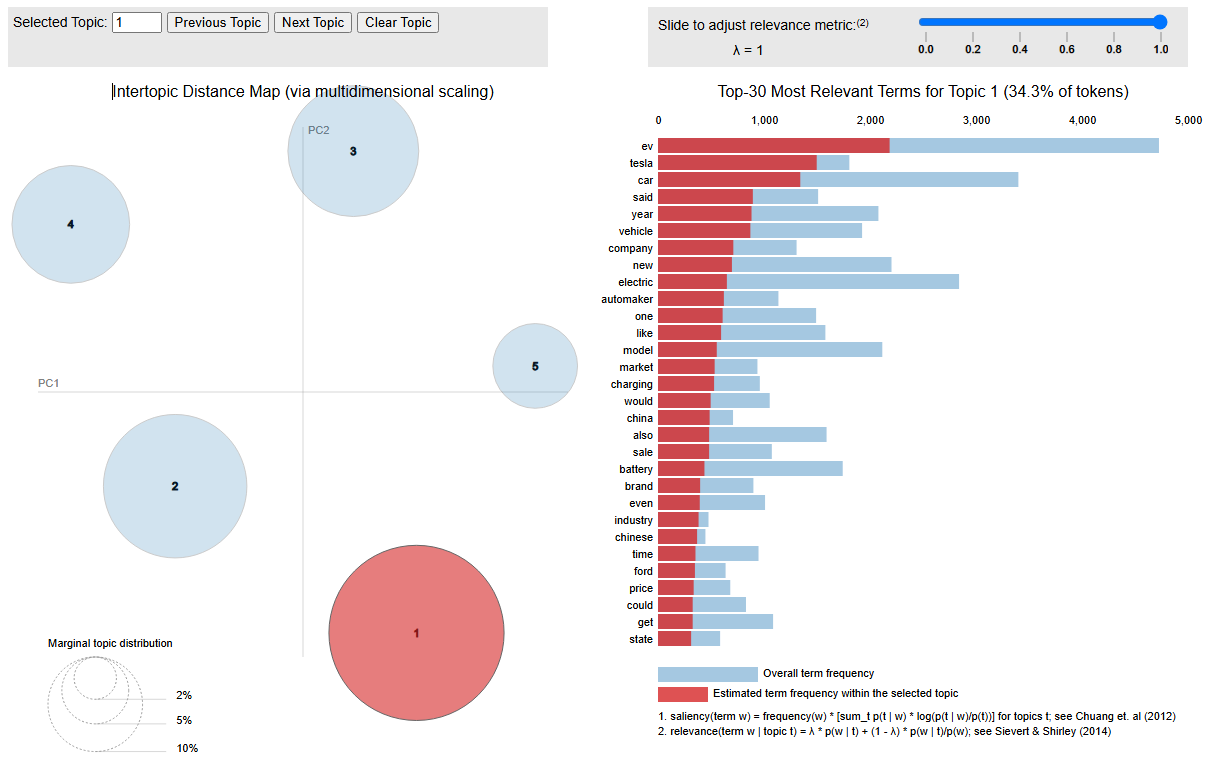 Selected Topic: 1 Previous Topic Next Topic Clear Topic
Slide to adjust relevance metric:(2)
λ = 1
0.0 0.2 0.4 0.6 0.8 1.0
Intertopic Distance Map (via multidimensional scaling)
PC2
PC1
3
4
5
2
1
Marginal topic distribution
2%
5%
10%
Top-30 Most Relevant Terms for Topic 1 (34.3% of tokens)
0 1,000 2,000 3,000 4,000 5,000
ev
tesla
car
said
year
vehicle
company
new
electric
automaker
one
like
model
market
charging
would
china
also
sale
battery
brand
even
industry
chinese
time
ford
price
could
get
state
Overall term frequency
Estimated term frequency within the selected topic
1. saliency(term w) = frequency(w) * [sum_t p(t | w) * log(p(t | w)/p(t))] for topics t; see Chuang et. al (2012)
2. relevance(term w | topic t) = λ * p(w | t) + (1 - λ) * p(w | t)/p(w); see Sievert & Shirley (2014)